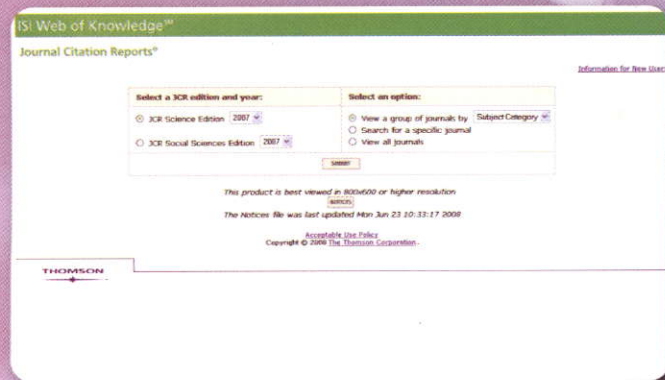 ISI Web of Knowledge℠
Journal Citation Reports®
Information for New Users
Select a JCR edition and year:
Select an option:
JCR Science Edition 2007
JCR Social Sciences Edition 2007
View a group of journals by Subject Category
Search for a specific journal
View all journals
SUBMIT
This product is best viewed in 800x600 or higher resolution
NOTICES
The Notices file was last updated Mon Jun 23 10:33:17 2008
Acceptable Use Policy
Copyright © 2008 The Thomson Corporation.
THOMSON